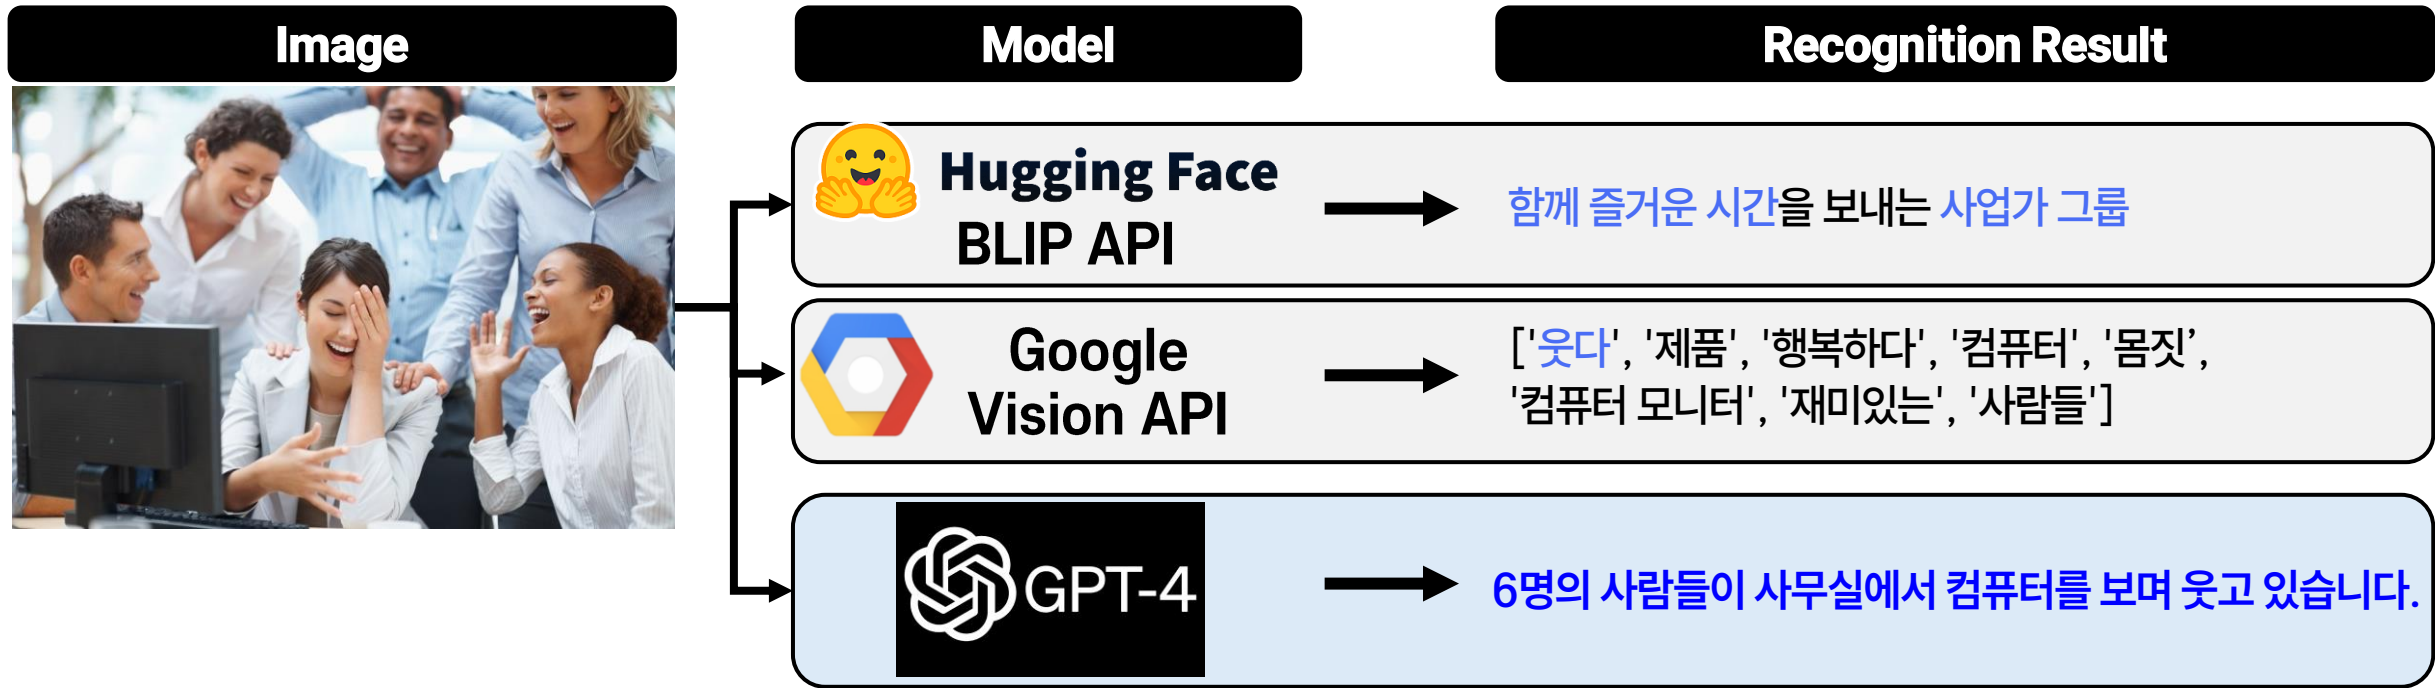 Image
Model
Recognition Result
Hugging Face
BLIP API
함께 즐거운 시간을 보내는 사업가 그룹
Google
Vision API
['웃다', '제품', '행복하다', '컴퓨터', '몸짓’,
'컴퓨터 모니터', '재미있는', '사람들']
GPT-4
6명의 사람들이 사무실에서 컴퓨터를 보며 웃고 있습니다.